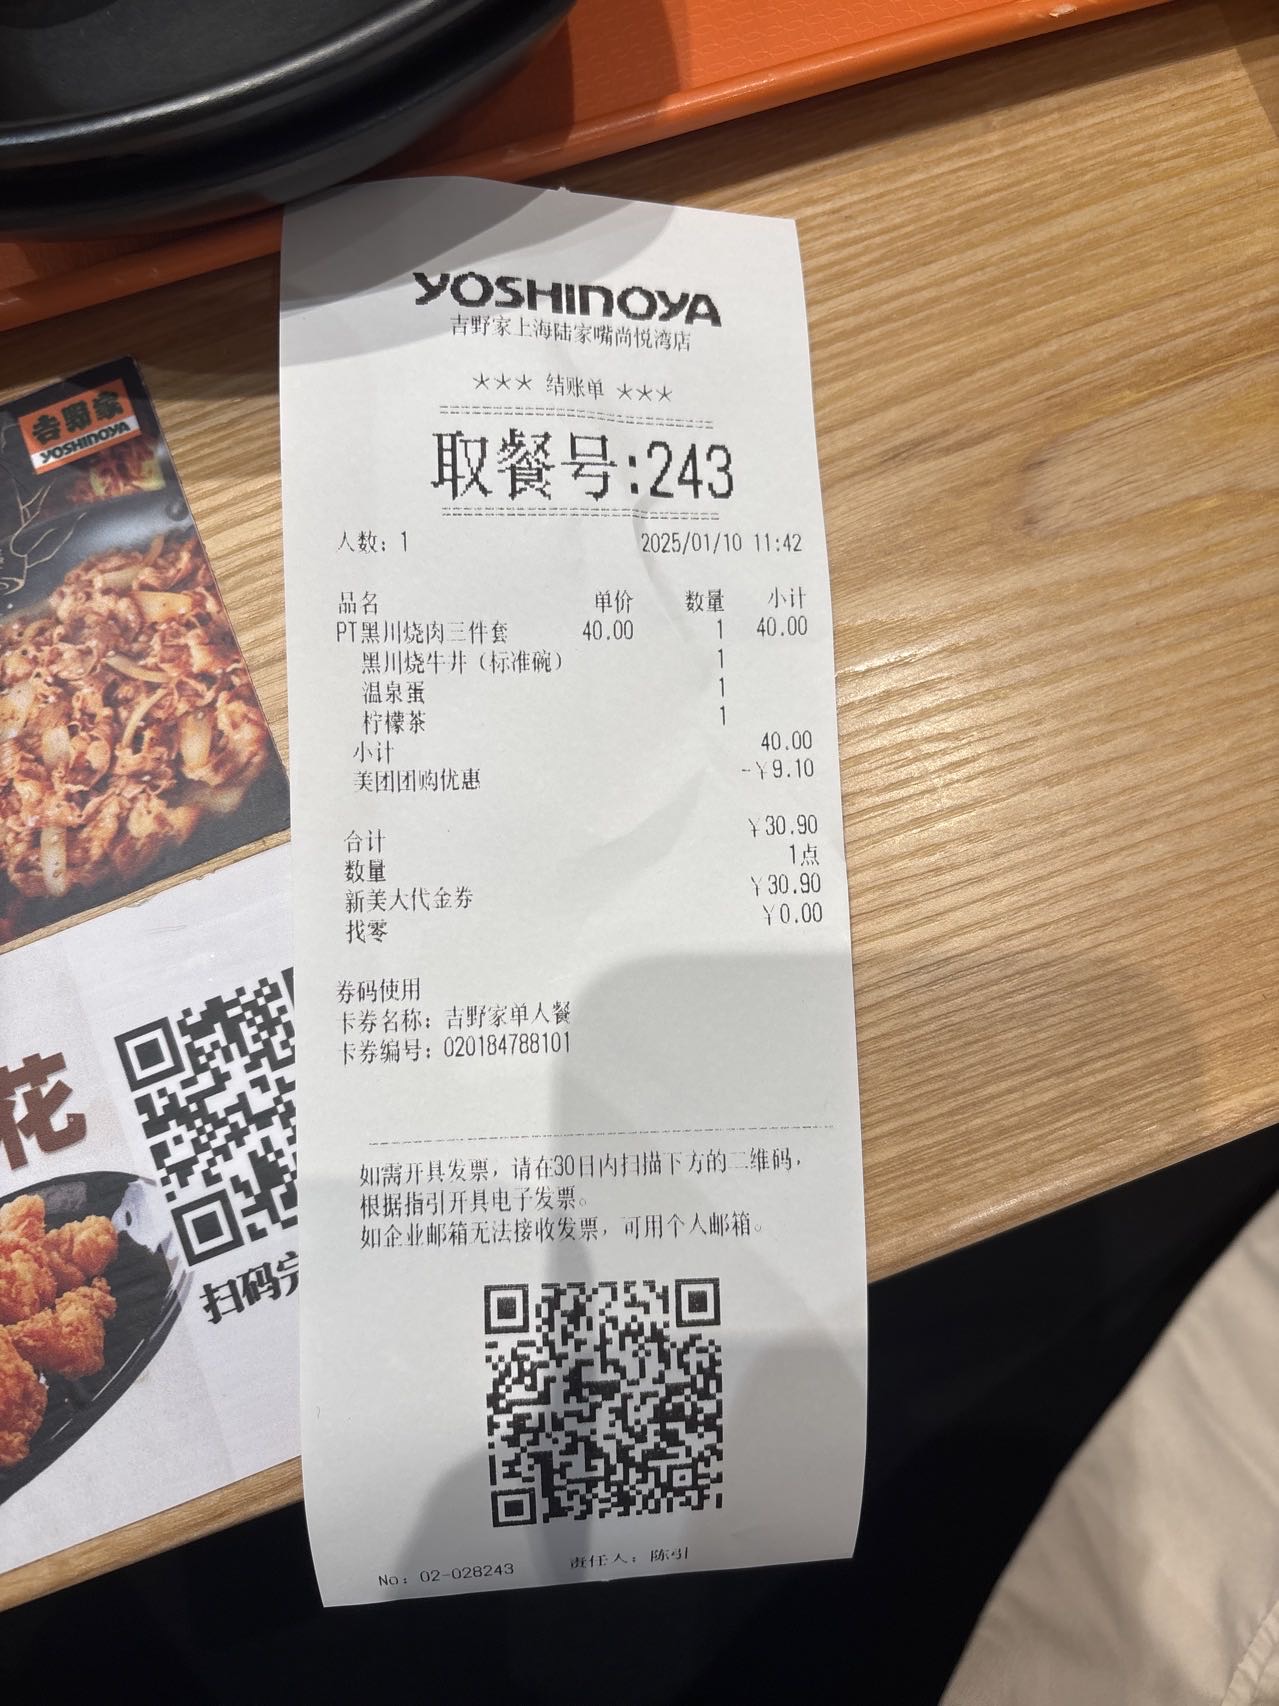 YOSHINOYA
吉野家上海陆家嘴尚悦湾店
*** 结账单 ***
取餐号:243
人数: 1 2025/01/10 11:42
品名 单价 数量 小计
PT黑川烧肉三件套 40.00 1 40.00
黑川烧牛丼（标准碗） 1
温泉蛋 1
柠檬茶 1
小计 40.00
美团团购优惠 -¥9.10
合计 ¥30.90
数量 1点
新美大代金券 ¥30.90
找零 ¥0.00
券码使用
卡券名称: 吉野家单人餐
卡券编号: 020184788101
如需开具发票，请在30日内扫描下方的二维码，
根据指引开具电子发票。
如企业邮箱无法接收发票，可用个人邮箱。
No: 02-028243 责任人: 陈引
吉野家
YOSHINOYA
花
扫码完